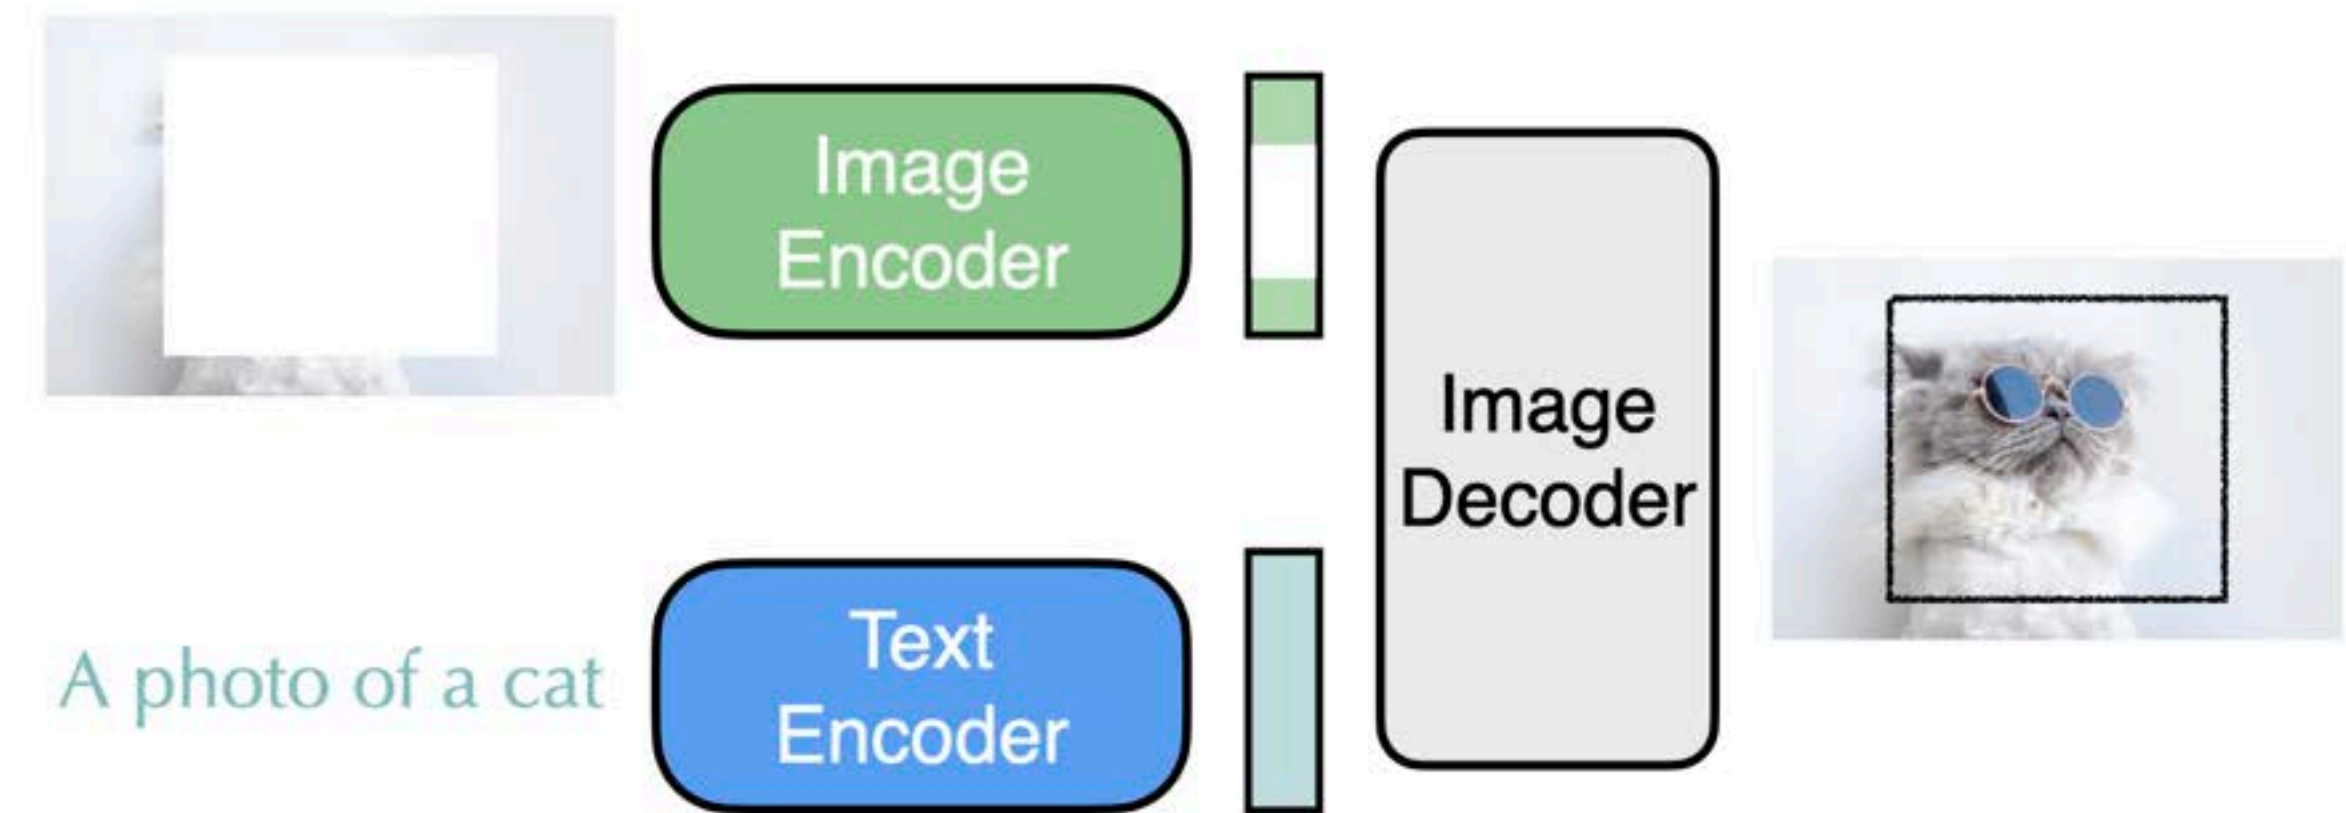 Image
Encoder
Image
Decoder
A photo of a cat
Text
Encoder